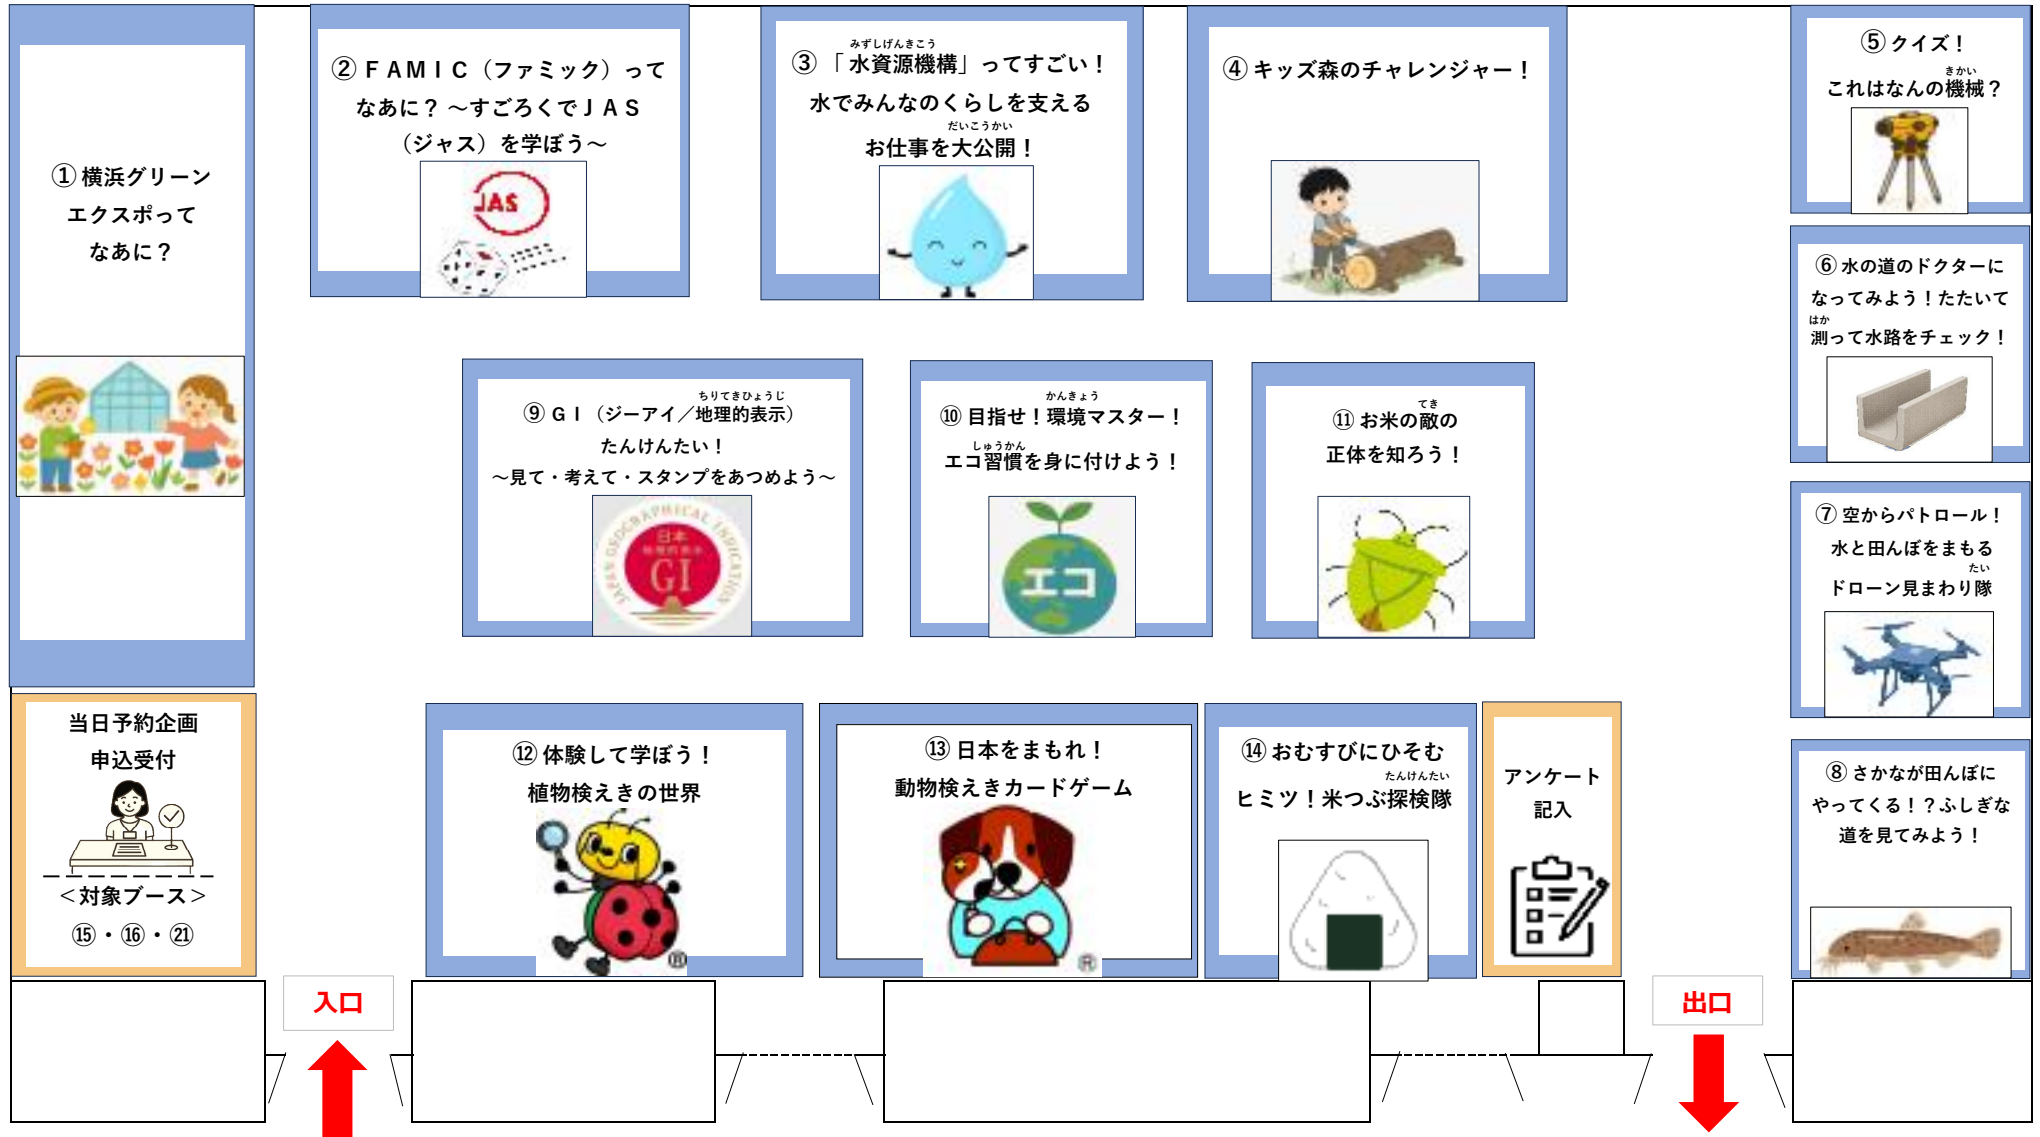 ①横浜グリーン
エクスポって
なあに？
②ＦＡＭＩＣ（ファミック）って
なあに？～すごろくでＪＡＳ
（ジャス）を学ぼう～
JAS
みずしげんきこう
③「水資源機構」ってすごい！
水でみんなのくらしを支える
だいこうかい
お仕事を大公開！
④キッズ森のチャレンジャー！
⑤クイズ！
きかい
これはなんの機械？
⑥水の道のドクターに
なってみよう！たたいて
はか
測って水路をチェック！
⑦空からパトロール！
水と田んぼをまもる
たい
ドローン見まわり隊
⑧さかなが田んぼに
やってくる！？ふしぎな
道を見てみよう！
ちりてきひょうじ
⑨ＧＩ（ジーアイ／地理的表示）
たんけんたい！
～見て・考えて・スタンプをあつめよう～
JAPAN GEOGRAPHICAL INDICATION
日本
地理的表示
GI
かんきょう
⑩目指せ！環境マスター！
しゅうかん
エコ習慣を身に付けよう！
エコ
てき
⑪お米の敵の
正体を知ろう！
当日予約企画
申込受付
＜対象ブース＞
⑮・⑯・㉑
⑫体験して学ぼう！
植物検えきの世界
®
⑬日本をまもれ！
動物検えきカードゲーム
®
⑭おむすびにひそむ
たんけんたい
ヒミツ！米つぶ探検隊
アンケート
記入
入口
出口